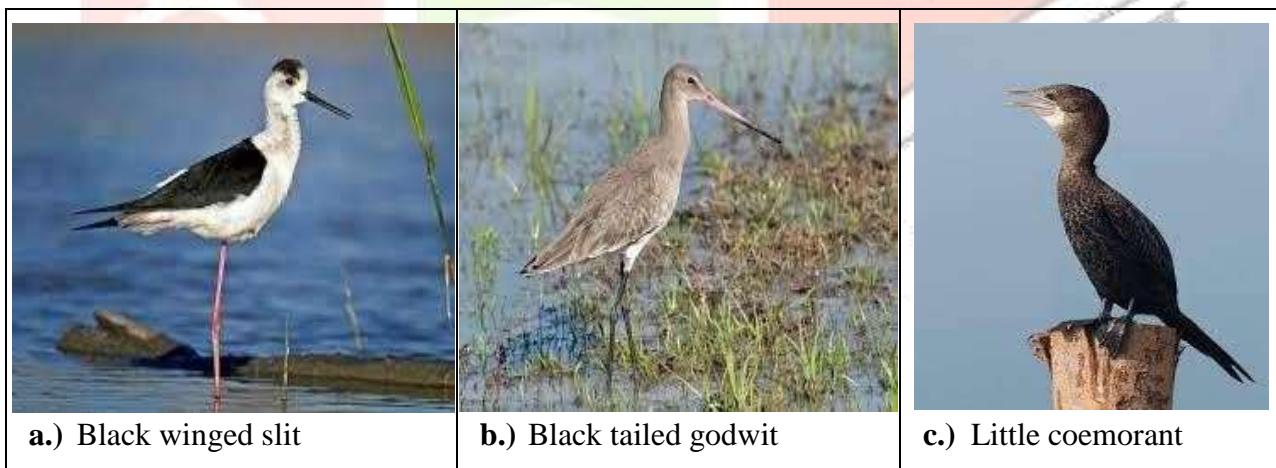 a.) Black winged slit
b.) Black tailed godwit
c.) Little coemorant